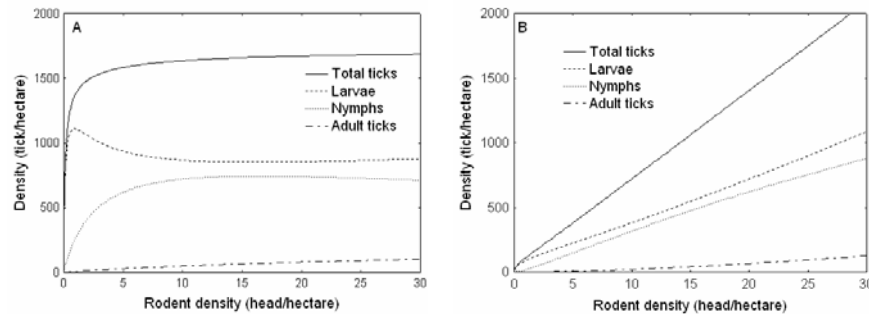 2000
1500
1000
500
0
Density (tick/hectare)
A
Total ticks
Larvae
Nymphs
Adult ticks
0 5 10 15 20 25 30
Rodent density (head/hectare)
2000
1500
1000
500
0
Density (tick/hectare)
B
Total ticks
Larvae
Nymphs
Adult ticks
0 5 10 15 20 25 30
Rodent density (head/hectare)